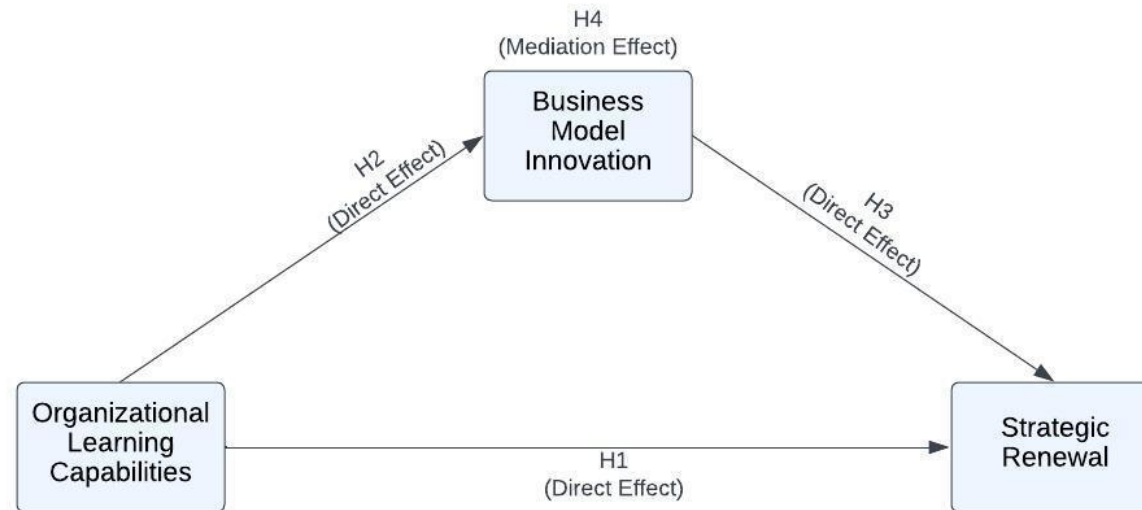 H4
(Mediation Effect)
Business
Model
Innovation
H2
(Direct Effect)
H3
(Direct Effect)
Organizational
Learning
Capabilities
H1
(Direct Effect)
Strategic
Renewal